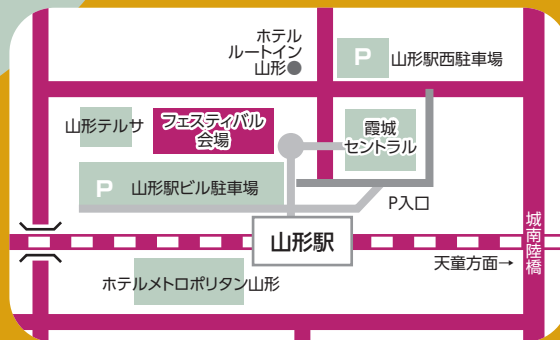 ホテル
ルートイン
山形
P
山形駅西駐車場
山形テルサ
フェスティバル
会場
霞城
セントラル
P
山形駅ビル駐車場
P入口
山形駅
城南陸橋
天童方面→
ホテルメトロポリタン山形